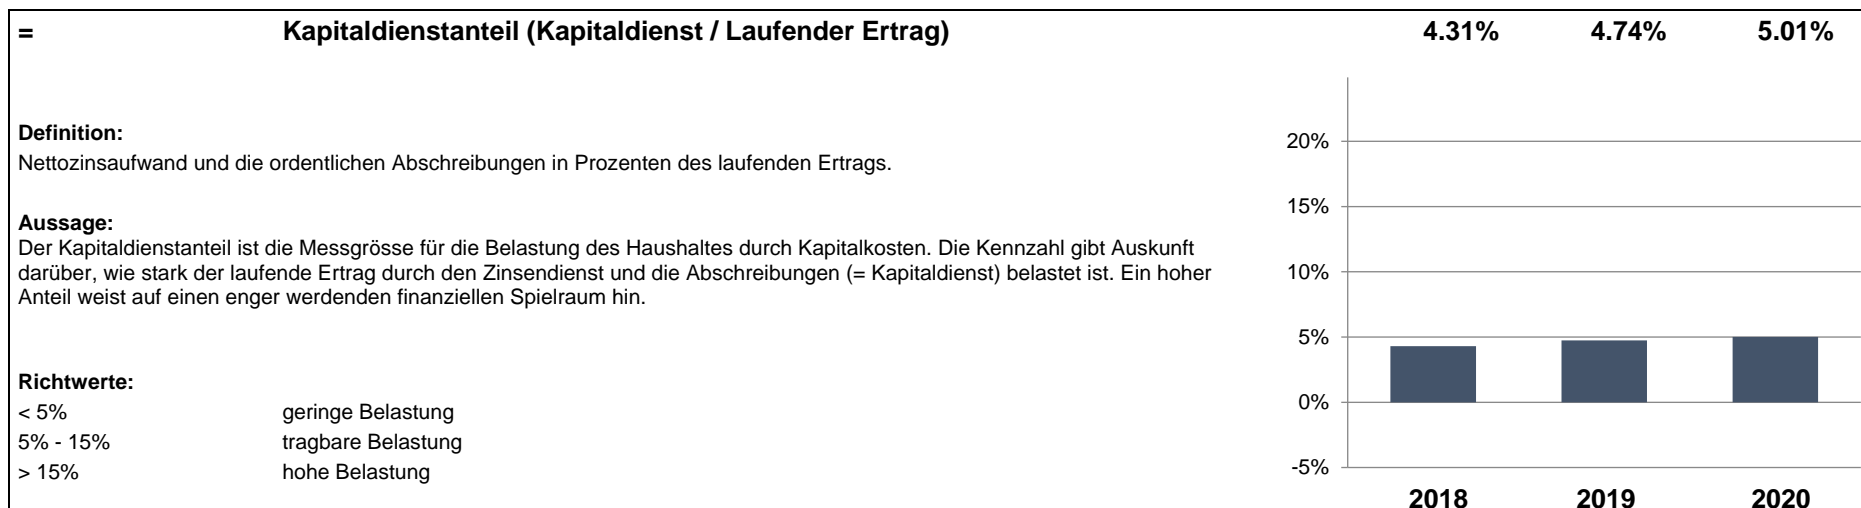 = Kapitaldienstanteil (Kapitaldienst / Laufender Ertrag) 4.31% 4.74% 5.01%
Definition:
Nettozinsaufwand und die ordentlichen Abschreibungen in Prozenten des laufenden Ertrags.
Aussage:
Der Kapitaldienstanteil ist die Messgrösse für die Belastung des Haushaltes durch Kapitalkosten. Die Kennzahl gibt Auskunft
darüber, wie stark der laufende Ertrag durch den Zinsendienst und die Abschreibungen (= Kapitaldienst) belastet ist. Ein hoher
Anteil weist auf einen enger werdenden finanziellen Spielraum hin.
Richtwerte:
< 5% geringe Belastung
5% - 15% tragbare Belastung
> 15% hohe Belastung
20%
15%
10%
5%
0%
-5%
2018 2019 2020